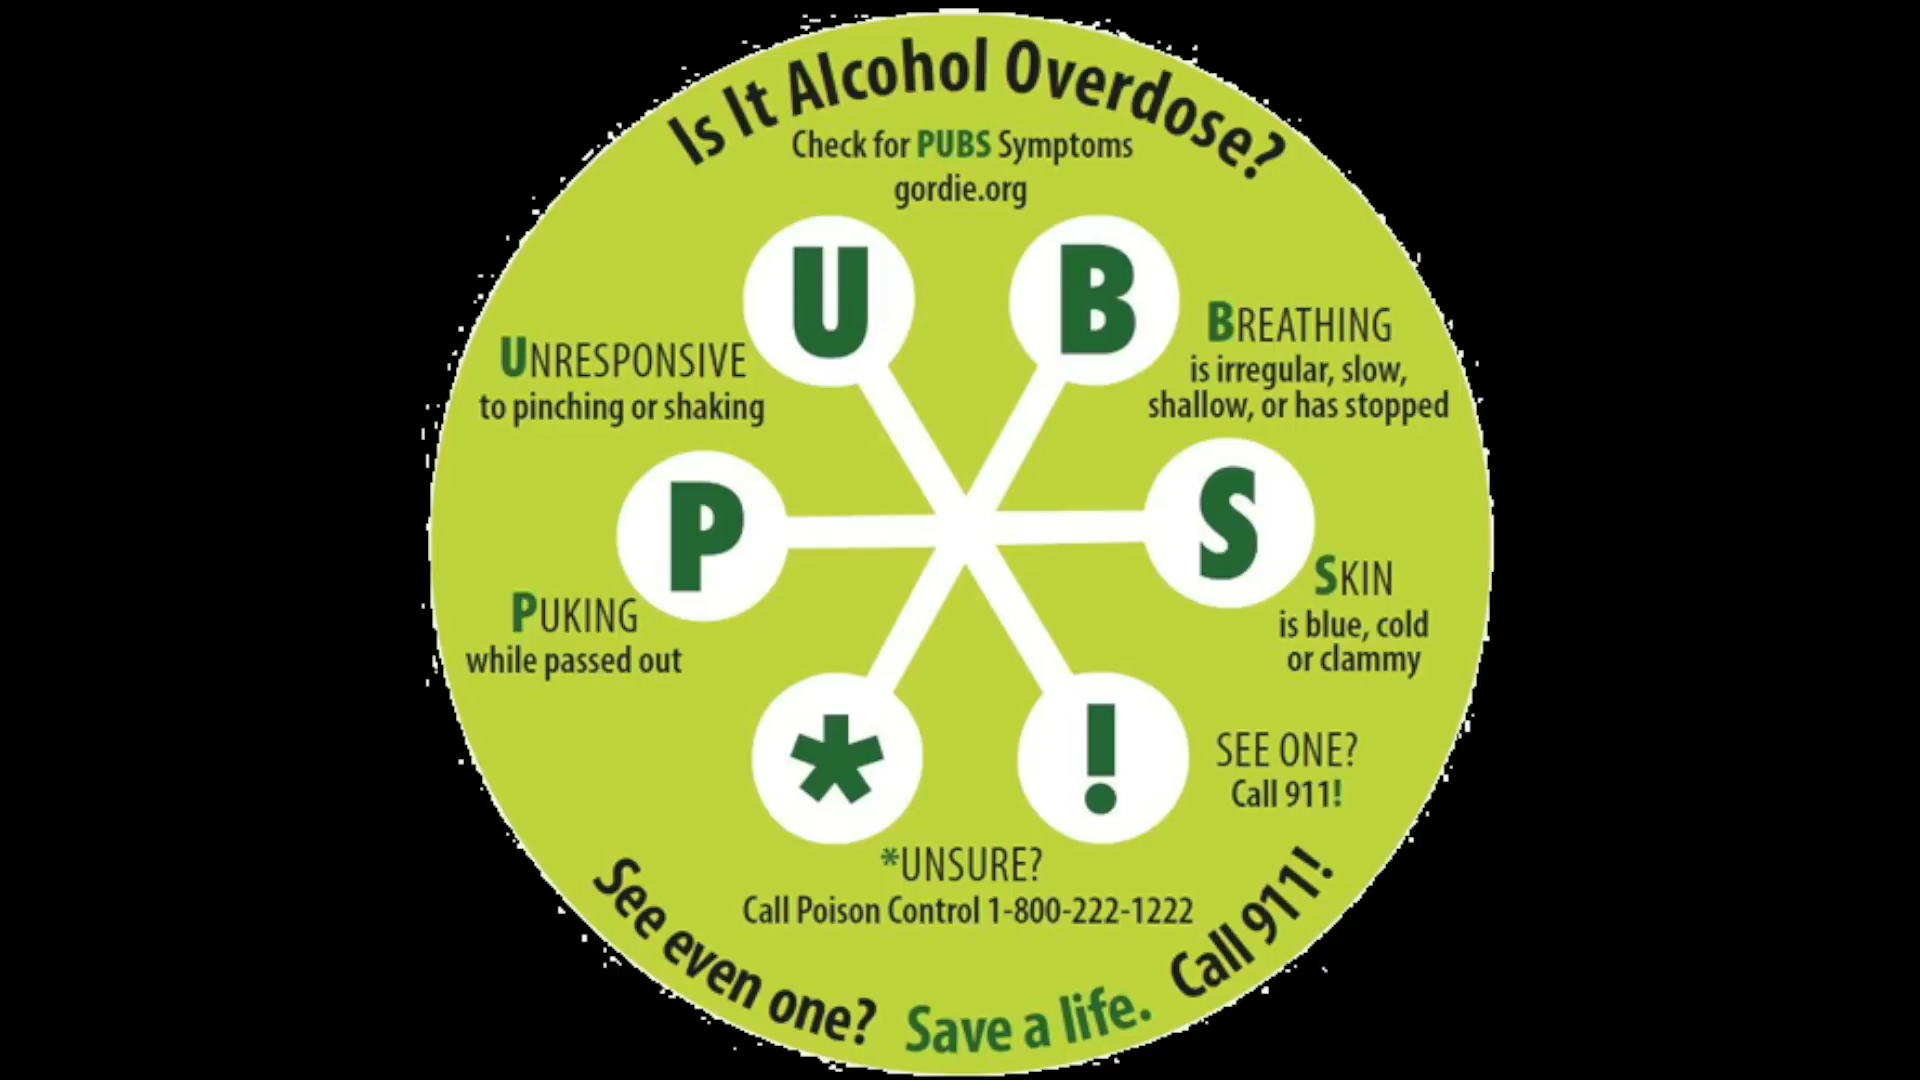 Is It Alcohol Overdose?
Check for PUBS Symptoms
gordie.org
U
B
UNRESPONSIVE
to pinching or shaking
BREATHING
is irregular, slow,
shallow, or has stopped
P
S
PUKING
while passed out
SKIN
is blue, cold
or clammy
*
!
SEE ONE?
Call 911!
*UNSURE?
Call Poison Control 1-800-222-1222
See even one? Save a life. Call 911!